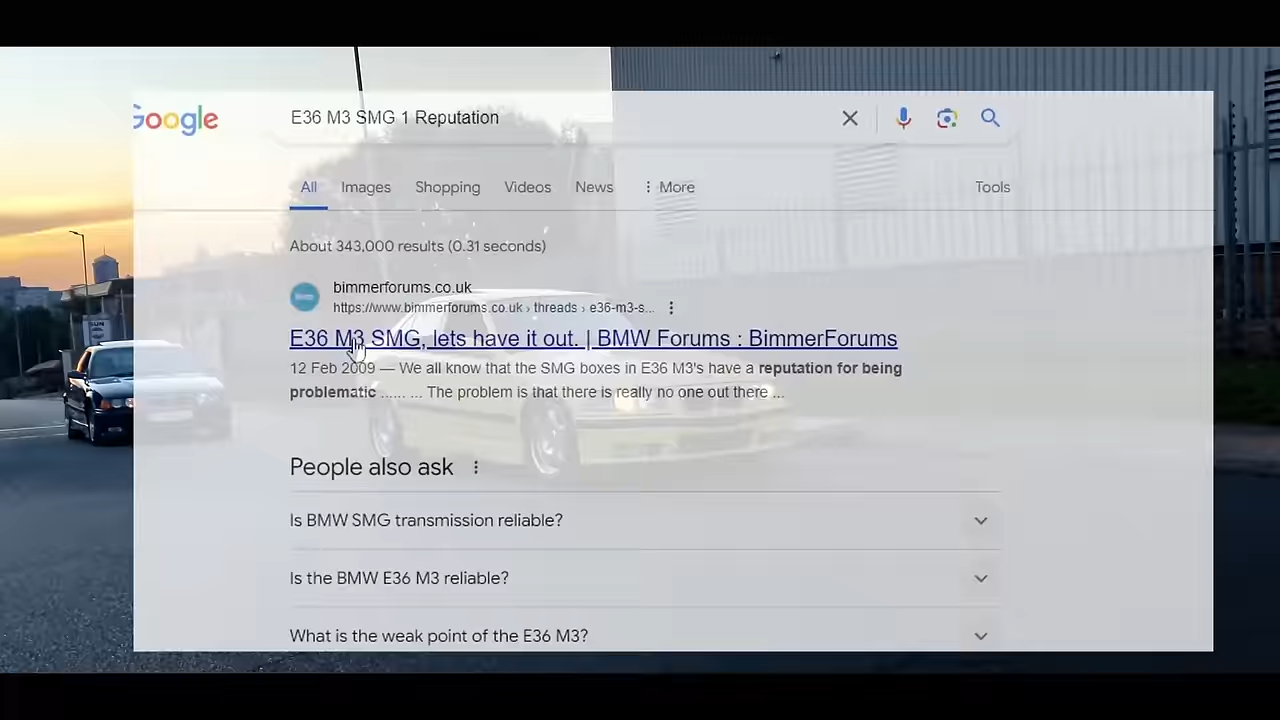 Google
E36 M3 SMG 1 Reputation
All Images Shopping Videos News More Tools
About 343,000 results (0.31 seconds)
bimmerforums.co.uk
https://www.bimmerforums.co.uk › threads › e36-m3-s...
E36 M3 SMG, lets have it out. | BMW Forums : BimmerForums
12 Feb 2009 — We all know that the SMG boxes in E36 M3's have a reputation for being
problematic ...... ... The problem is that there is really no one out there ...
People also ask
Is BMW SMG transmission reliable?
Is the BMW E36 M3 reliable?
What is the weak point of the E36 M3?
SUN